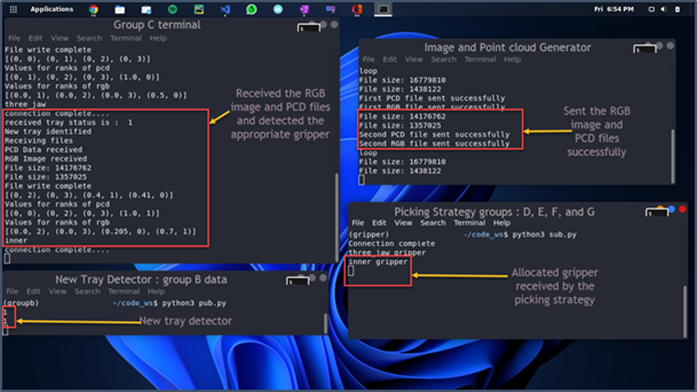 Applications
Fri 6:54 PM
Group C terminal
File Edit View Search Terminal Help
File write complete
[(0, 0), (0, 1), (0, 2), (0, 3)]
Values for ranks of pcd
[(0, 1), (0, 2), (0, 3), (1.0, 0)]
Values for ranks of rgb
[(0.0, 1), (0.0, 2), (0.0, 3), (0.5, 0)]
three_jaw
connection complete....
received tray status is : 1
New tray identified
Receiving files
PCD Data received
RGB Image received
File size: 14176762
File size: 1357025
File write complete
[(0, 2), (0, 3), (0.4, 1), (0.41, 0)]
Values for ranks of pcd
[(0, 0), (0, 2), (0, 3), (1.0, 1)]
Values for ranks of rgb
[(0.0, 2), (0.0, 3), (0.205, 0), (0.7, 1)]
inner
connection complete....
Received the RGB
image and PCD files
and detected the
appropriate gripper
Image and Point cloud Generator
File Edit View Search Terminal Help
loop
File size: 16779810
File size: 1438122
First PCD file sent successfully
First RGB file sent successfully
File size: 14176762
File size: 1357025
Second PCD file sent successfully
Second RGB file sent successfully
loop
File size: 16779810
File size: 1438122
Sent the RGB
image and
PCD files
successfully
New Tray Detector : group B data
File Edit View Search Terminal Help
(groupb) ~/code_ws$ python3 pub.py
1
1
New tray detector
Picking Strategy groups : D, E, F, and G
File Edit View Search Terminal Help
(gripper) ~/code_ws$ python3 sub.py
Connection complete
three_jaw gripper
inner gripper
Allocated gripper
received by the
picking strategy